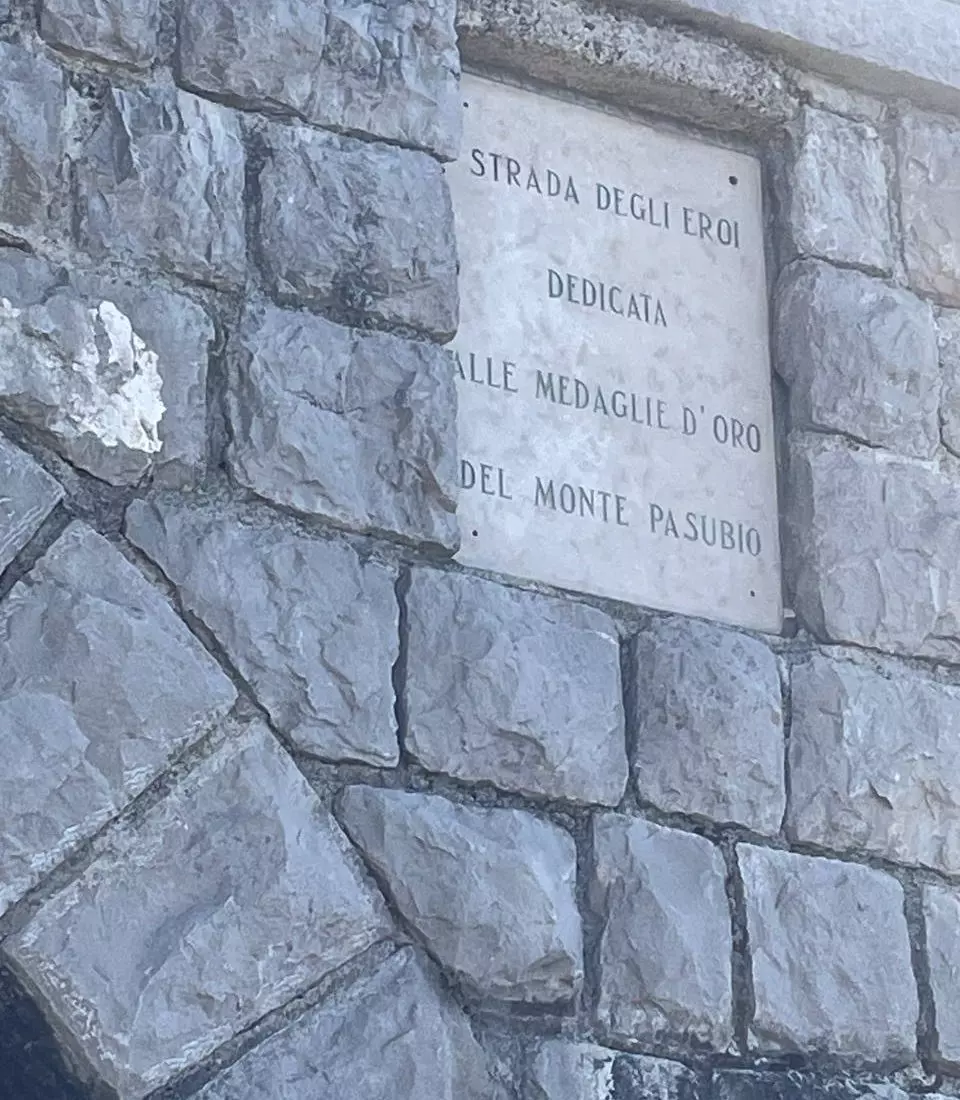 STRADA DEGLI EROI
DEDICATA
ALLE MEDAGLIE D'ORO
DEL MONTE PASUBIO